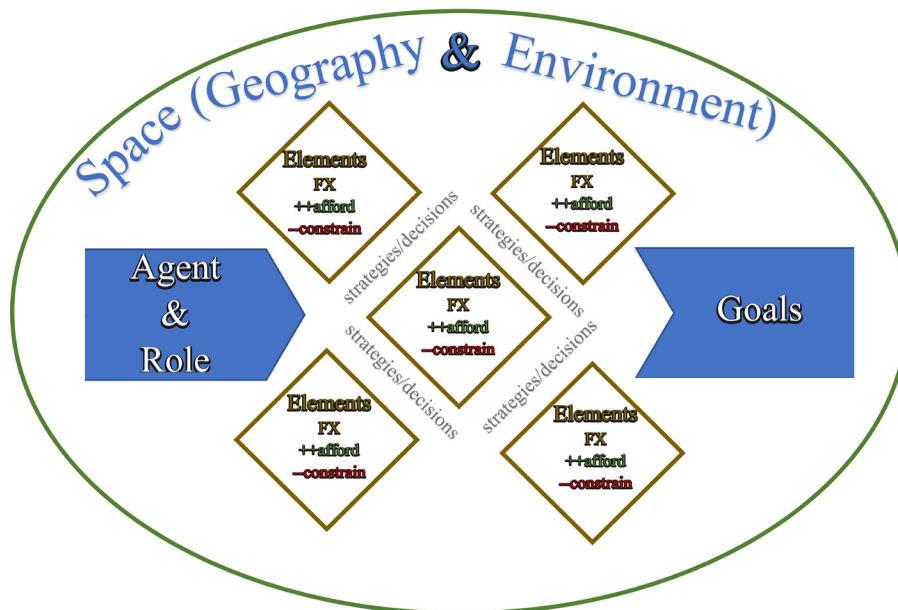 Space (Geography & Environment)
Elements
FX
++afford
--constrain
Elements
FX
++afford
--constrain
strategies/decisions
strategies/decisions
Agent
&
Role
Elements
FX
++afford
--constrain
Goals
strategies/decisions
strategies/decisions
Elements
FX
++afford
--constrain
Elements
FX
++afford
--constrain